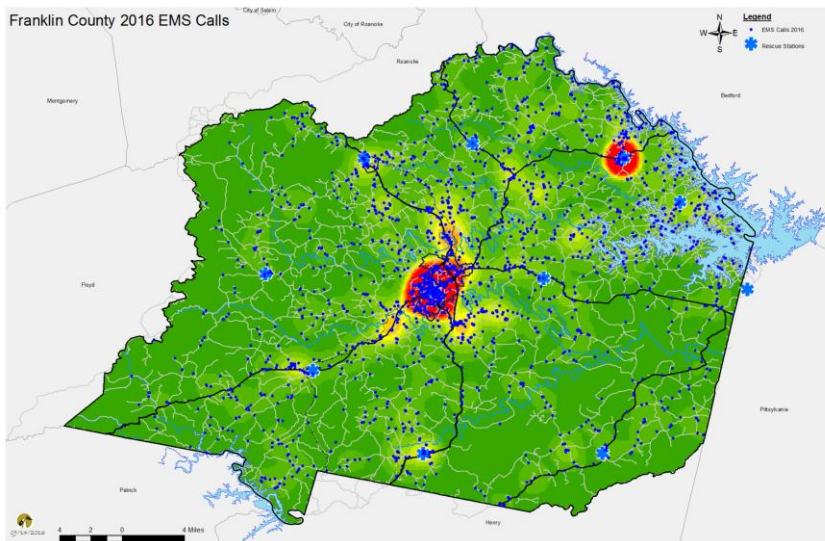 Franklin County 2016 EMS Calls
City of Salem
City of Roanoke
Roanoke
Montgomery
Bedford
Floyd
Pittsylvania
Patrick
Henry
N
W
E
S
Legend
EMS Calls 2016
Rescue Stations
4 2 0 4 Miles